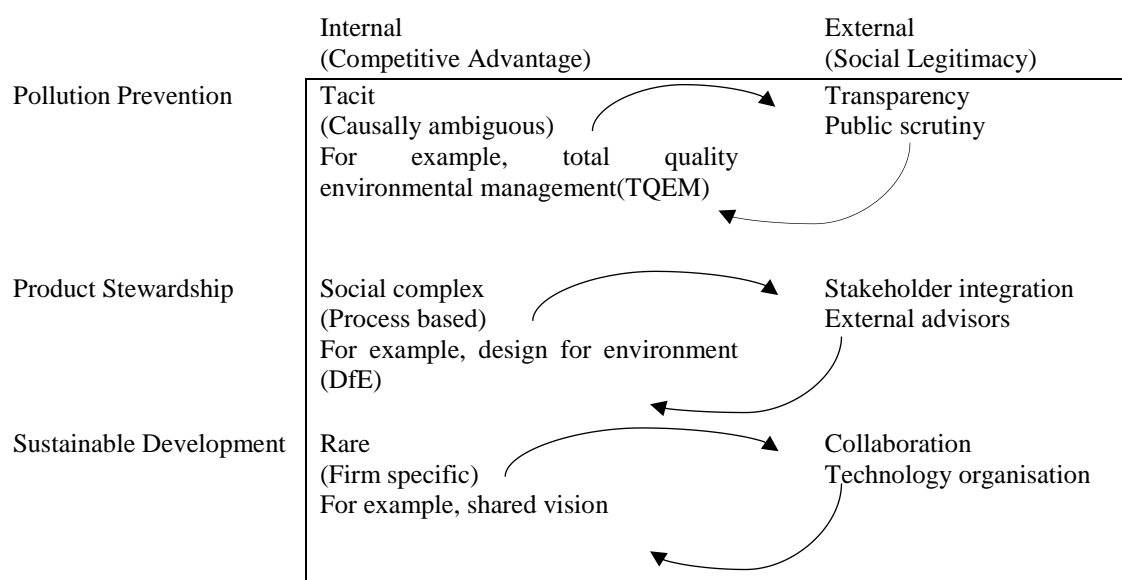 Internal External
(Competitive Advantage) (Social Legitimacy)
Pollution Prevention Tacit Transparency
(Causally ambiguous) Public scrutiny
For example, total quality
environmental management(TQEM)
Product Stewardship Social complex Stakeholder integration
(Process based) External advisors
For example, design for environment
(DfE)
Sustainable Development Rare Collaboration
(Firm specific) Technology organisation
For example, shared vision